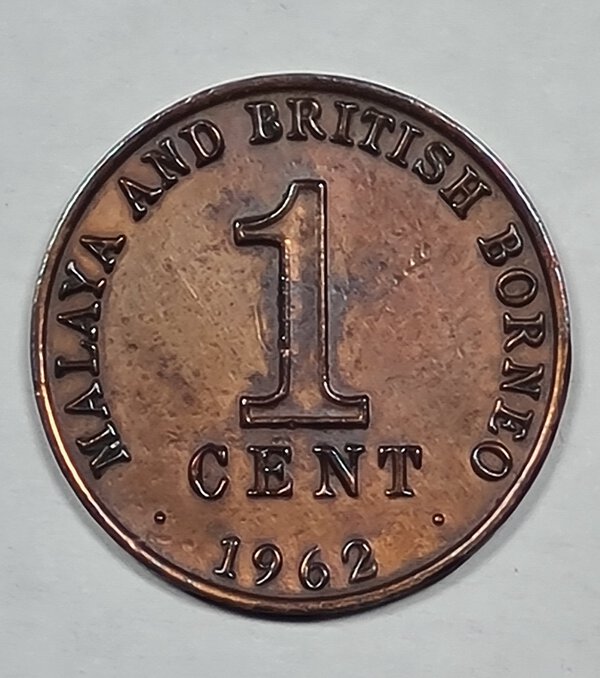 MALAYA AND BRITISH BORNEO
1
CENT
· 1962 ·